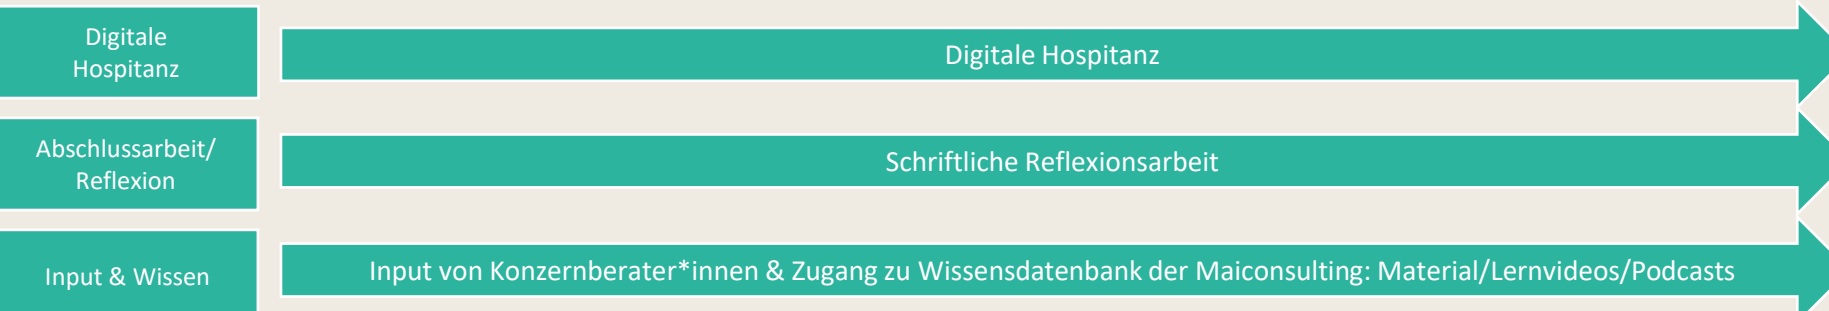 Digitale
Hospitanz
Digitale Hospitanz
Abschlussarbeit/
Reflexion
Schriftliche Reflexionsarbeit
Input & Wissen
Input von Konzernberater*innen & Zugang zu Wissensdatenbank der Maiconsulting: Material/Lernvideos/Podcasts